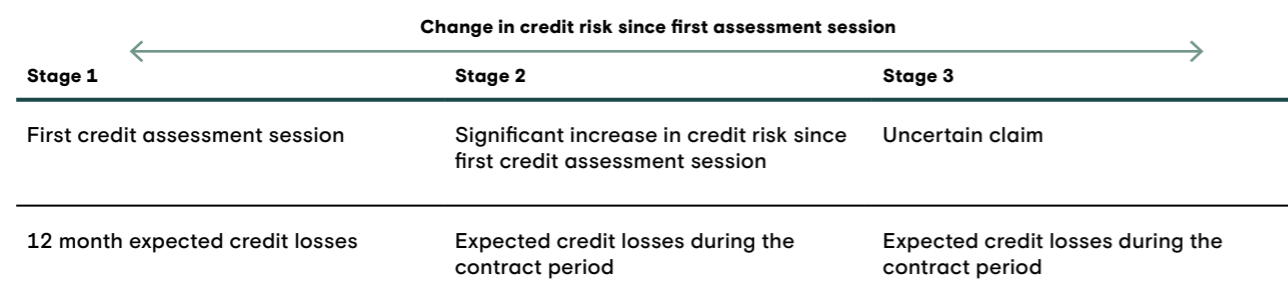 Change in credit risk since first assessment session
Stage 1
Stage 2
Stage 3
First credit assessment session
Significant increase in credit risk since
first credit assessment session
Uncertain claim
12 month expected credit losses
Expected credit losses during the
contract period
Expected credit losses during the
contract period